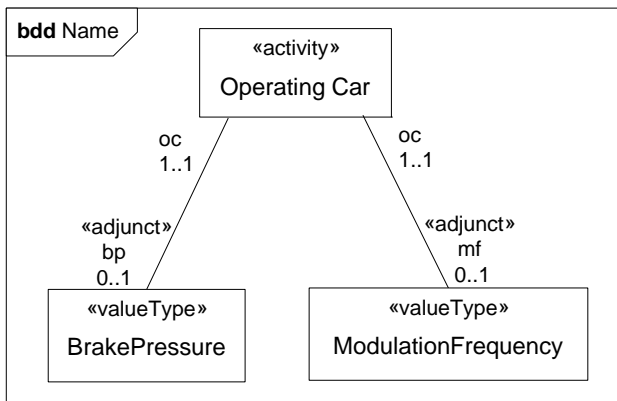 bdd Name
«activity»
Operating Car
oc
1..1
oc
1..1
«adjunct»
bp
0..1
«adjunct»
mf
0..1
«valueType»
BrakePressure
«valueType»
ModulationFrequency